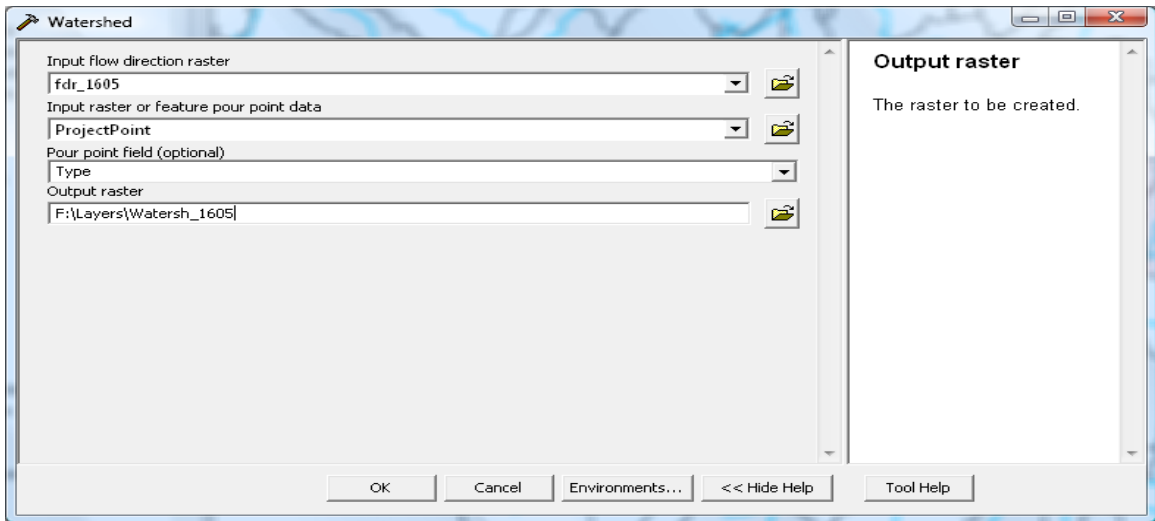 Watershed
Input flow direction raster
fdr_1605
Input raster or feature pour point data
ProjectPoint
Pour point field (optional)
Type
Output raster
F:\Layers\Watersh_1605
Output raster
The raster to be created.
OK Cancel Environments... << Hide Help Tool Help